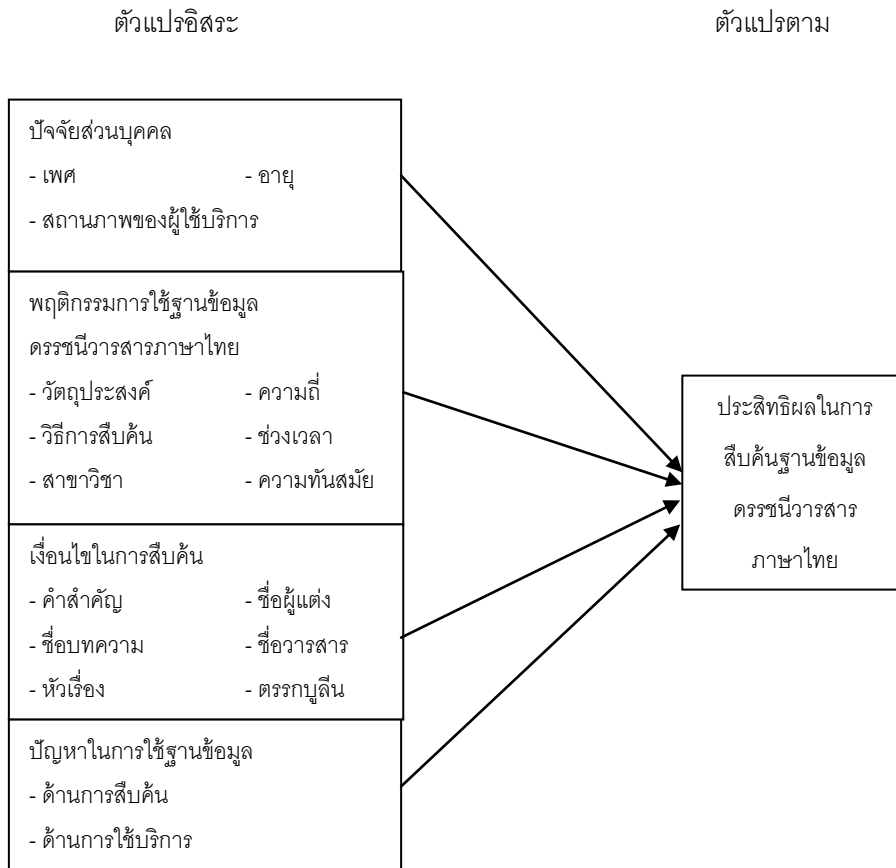 ตัวแปรอิสระ ตัวแปรตาม
ปัจจัยส่วนบุคคล
- เพศ - อายุ
- สถานภาพของผู้ใช้บริการ
พฤติกรรมการใช้ฐานข้อมูล
ดรรชนีวารสารภาษาไทย
- วัตถุประสงค์ - ความถี่
- วิธีการสืบค้น - ช่วงเวลา
- สาขาวิชา - ความทันสมัย
เงื่อนไขในการสืบค้น
- คำสำคัญ - ชื่อผู้แต่ง
- ชื่อบทความ - ชื่อวารสาร
- หัวเรื่อง - ตรรกบูลีน
ปัญหาในการใช้ฐานข้อมูล
- ด้านการสืบค้น
- ด้านการใช้บริการ
ประสิทธิผลในการ
สืบค้นฐานข้อมูล
ดรรชนีวารสาร
ภาษาไทย